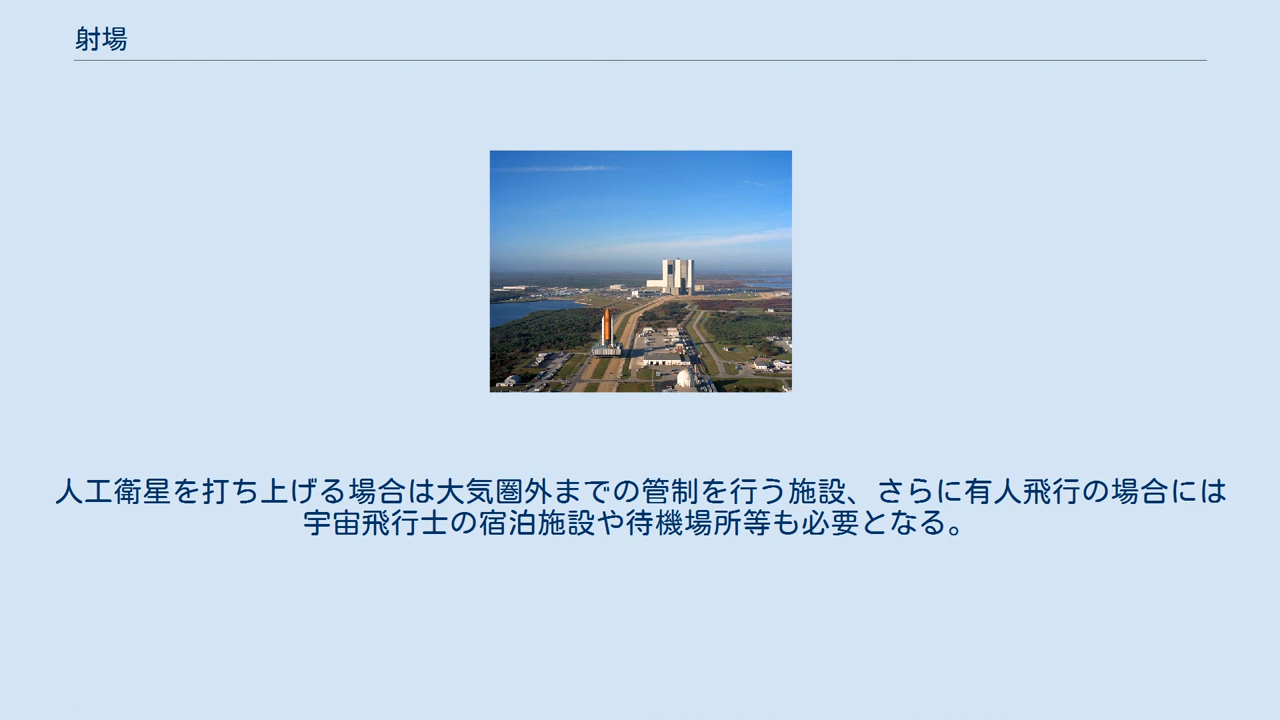 射場
人工衛星を打ち上げる場合は大気圏外までの管制を行う施設、さらに有人飛行の場合には
宇宙飛行士の宿泊施設や待機場所等も必要となる。